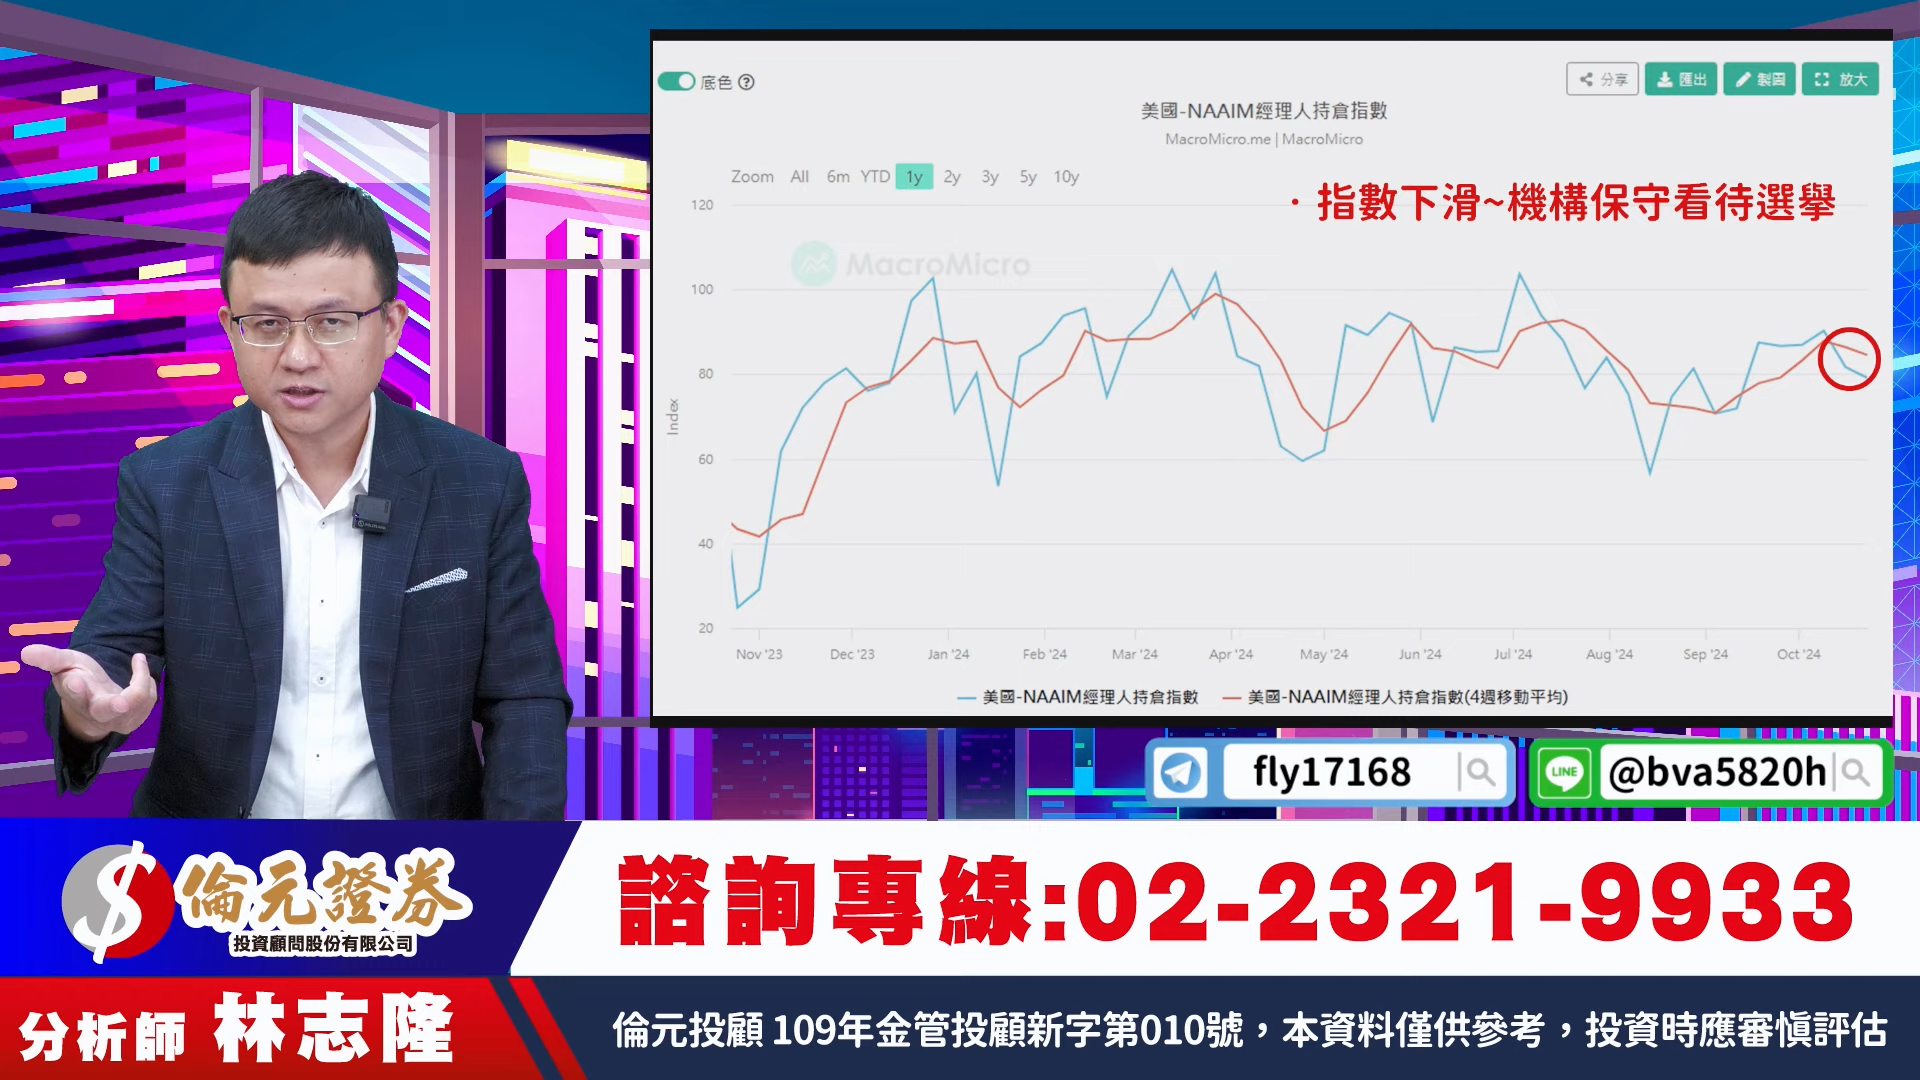 底色
分享
匯出
製圖
放大
美國-NAAIM經理人持倉指數
MacroMicro.me | MacroMicro
Zoom All 6m YTD 1y 2y 3y 5y 10y
·指數下滑~機構保守看待選舉
MacroMicro
120
100
80
60
40
20
Index
Nov '23 Dec '23 Jan '24 Feb '24 Mar '24 Apr '24 May '24 Jun '24 Jul '24 Aug '24 Sep '24 Oct '24
美國-NAAIM經理人持倉指數 美國-NAAIM經理人持倉指數(4週移動平均)
fly17168
LINE @bva5820h
倫元證券
投資顧問股份有限公司
諮詢專線:02-2321-9933
分析師 林志隆
倫元投顧 109年金管投顧新字第010號，本資料僅供參考，投資時應審慎評估